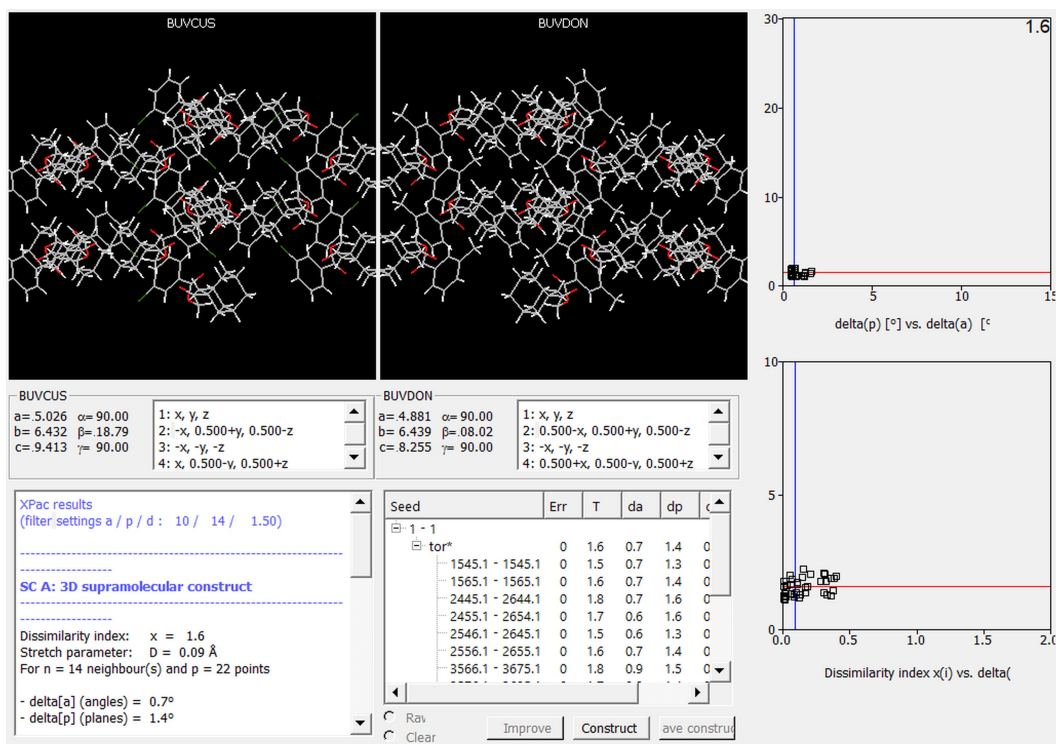 BUVCUS
BUVDON
1.6
30
20
10
0
0
5
10
15
delta(p) [º] vs. delta(a) [º
BUVCUS
a= .5.026 α= 90.00
b= 6.432 β= .18.79
c= .9.413 γ= 90.00
1: x, y, z
2: -x, 0.500+y, 0.500-z
3: -x, -y, -z
4: x, 0.500-y, 0.500+z
BUVDON
a= .4.881 α= 90.00
b= 6.439 β= .08.02
c= .8.255 γ= 90.00
1: x, y, z
2: 0.500-x, 0.500+y, 0.500-z
3: -x, -y, -z
4: 0.500+x, 0.500-y, 0.500+z
10
5
0
0.0
0.5
1.0
1.5
2.0
Dissimilarity index x(i) vs. delta(
XPac results
(filter settings a / p / d : 10 / 14 / 1.50)
SC A: 3D supramolecular construct
Dissimilarity index: x = 1.6
Stretch parameter: D = 0.09 Å
For n = 14 neighbour(s) and p = 22 points
- delta[a] (angles) = 0.7º
- delta[p] (planes) = 1.4º
Seed Err T da dp
1 - 1
tor* 0 1.6 0.7 1.4 0
1545.1 - 1545.1 0 1.5 0.7 1.3 0
1565.1 - 1565.1 0 1.6 0.7 1.4 0
2445.1 - 2644.1 0 1.8 0.7 1.6 0
2455.1 - 2654.1 0 1.7 0.6 1.6 0
2546.1 - 2645.1 0 1.5 0.6 1.3 0
2556.1 - 2655.1 0 1.6 0.7 1.4 0
3566.1 - 3675.1 0 1.8 0.9 1.5 0
Raw
Clear
Improve
Construct
ave constru